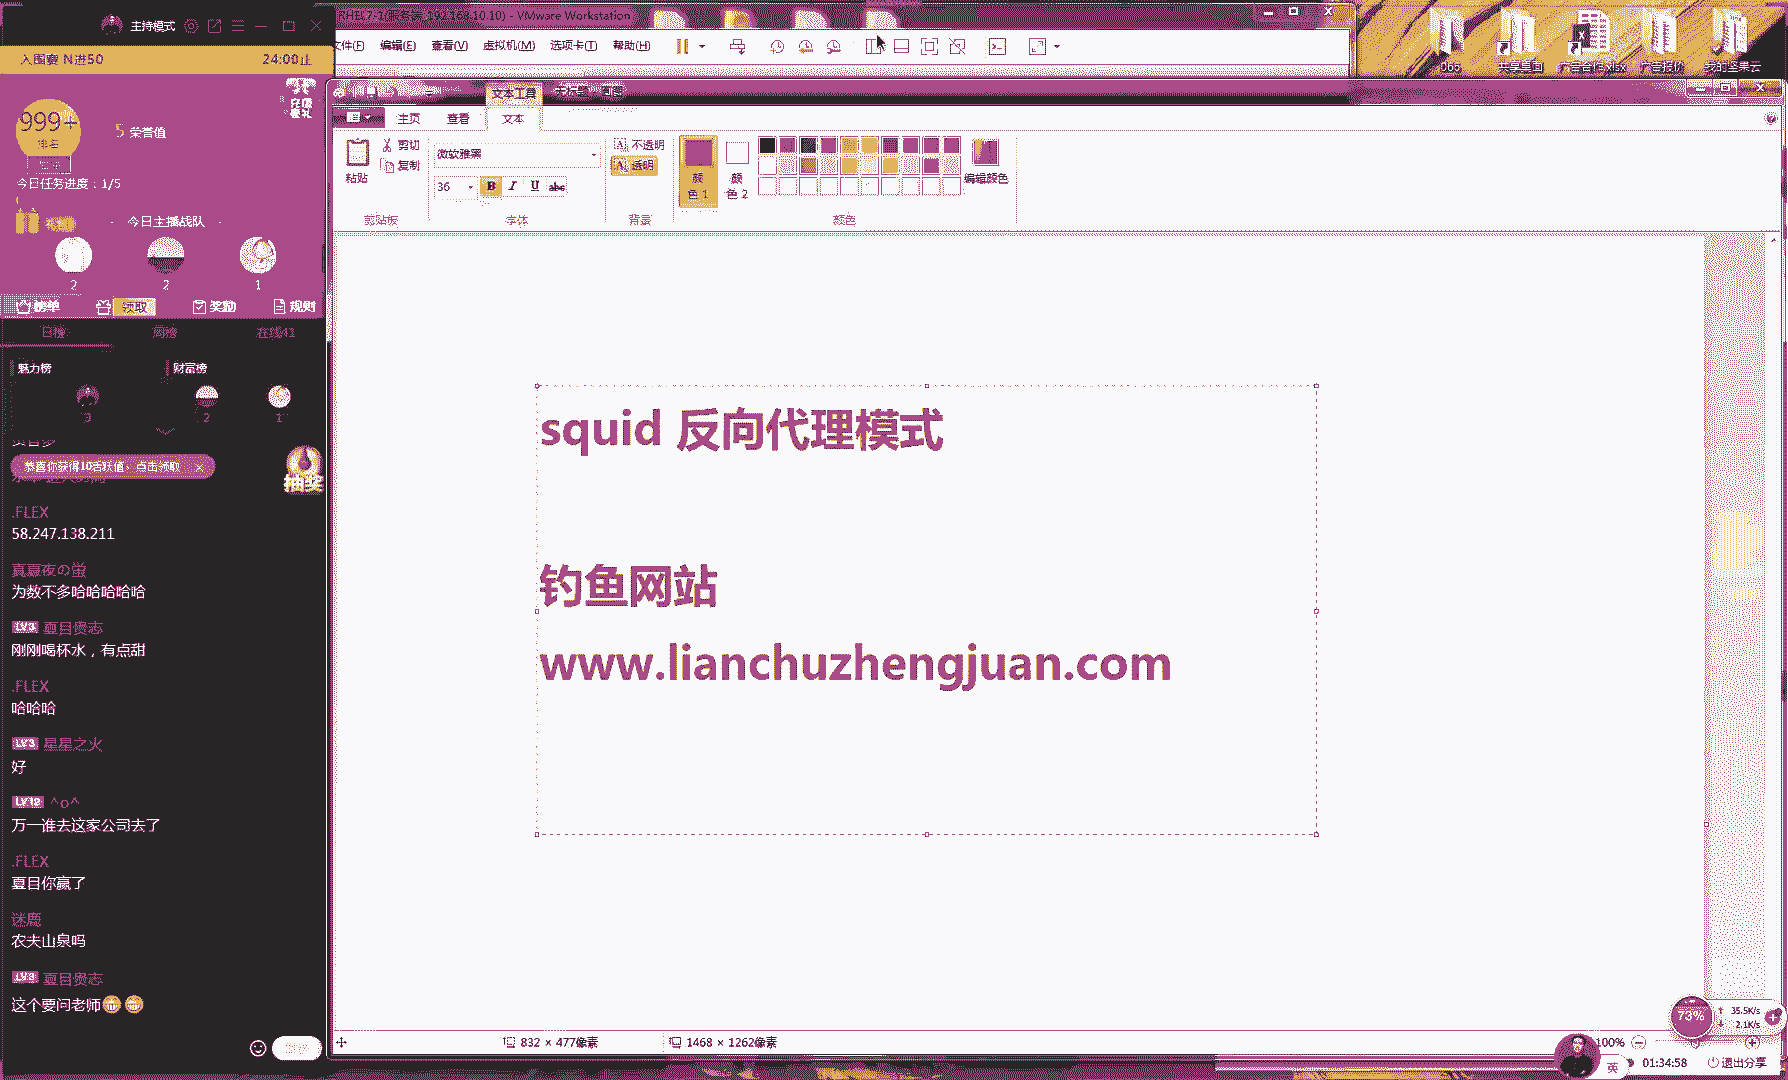 主持模式
入围赛 N进50
24:00止
999+
排名
5 荣誉值
今日任务进度：1/5
今日主播战队
2
2
1
榜单
领取
奖励
规则
日榜
周榜
在线41
魅力榜
财富榜
3
2
1
恭喜你获得10活跃值，点击领取
抽奖
.FLEX
58.247.138.211
真夏夜の蛍
为数不多哈哈哈哈哈
LV3 夏目贵志
刚刚喝杯水，有点甜
.FLEX
哈哈哈
LV3 星星之火
好
LV12 ^o^
万一谁去这家公司去了
.FLEX
夏目你赢了
迷鹿
农夫山泉吗
LV3 夏目贵志
这个要问老师
RHEL7-1(服务端_192.168.10.10) - VMware Workstation
文件(F) 编辑(E) 查看(V) 虚拟机(M) 选项卡(T) 帮助(H)
共享桌面
广告合作.xlsx
广告报价
我的坚果云
文本工具
主页
查看
文本
粘贴
剪切
复制
剪贴板
微软雅黑
36
B I U abc
字体
不透明
透明
背景
颜色 1
颜色 2
编辑颜色
颜色
squid 反向代理模式
钓鱼网站
www.lianchuzhengjuan.com
832 × 477像素
1468 × 1262像素
100%
73%
35.5K/s
2.1K/s
英
01:34:58
退出分享